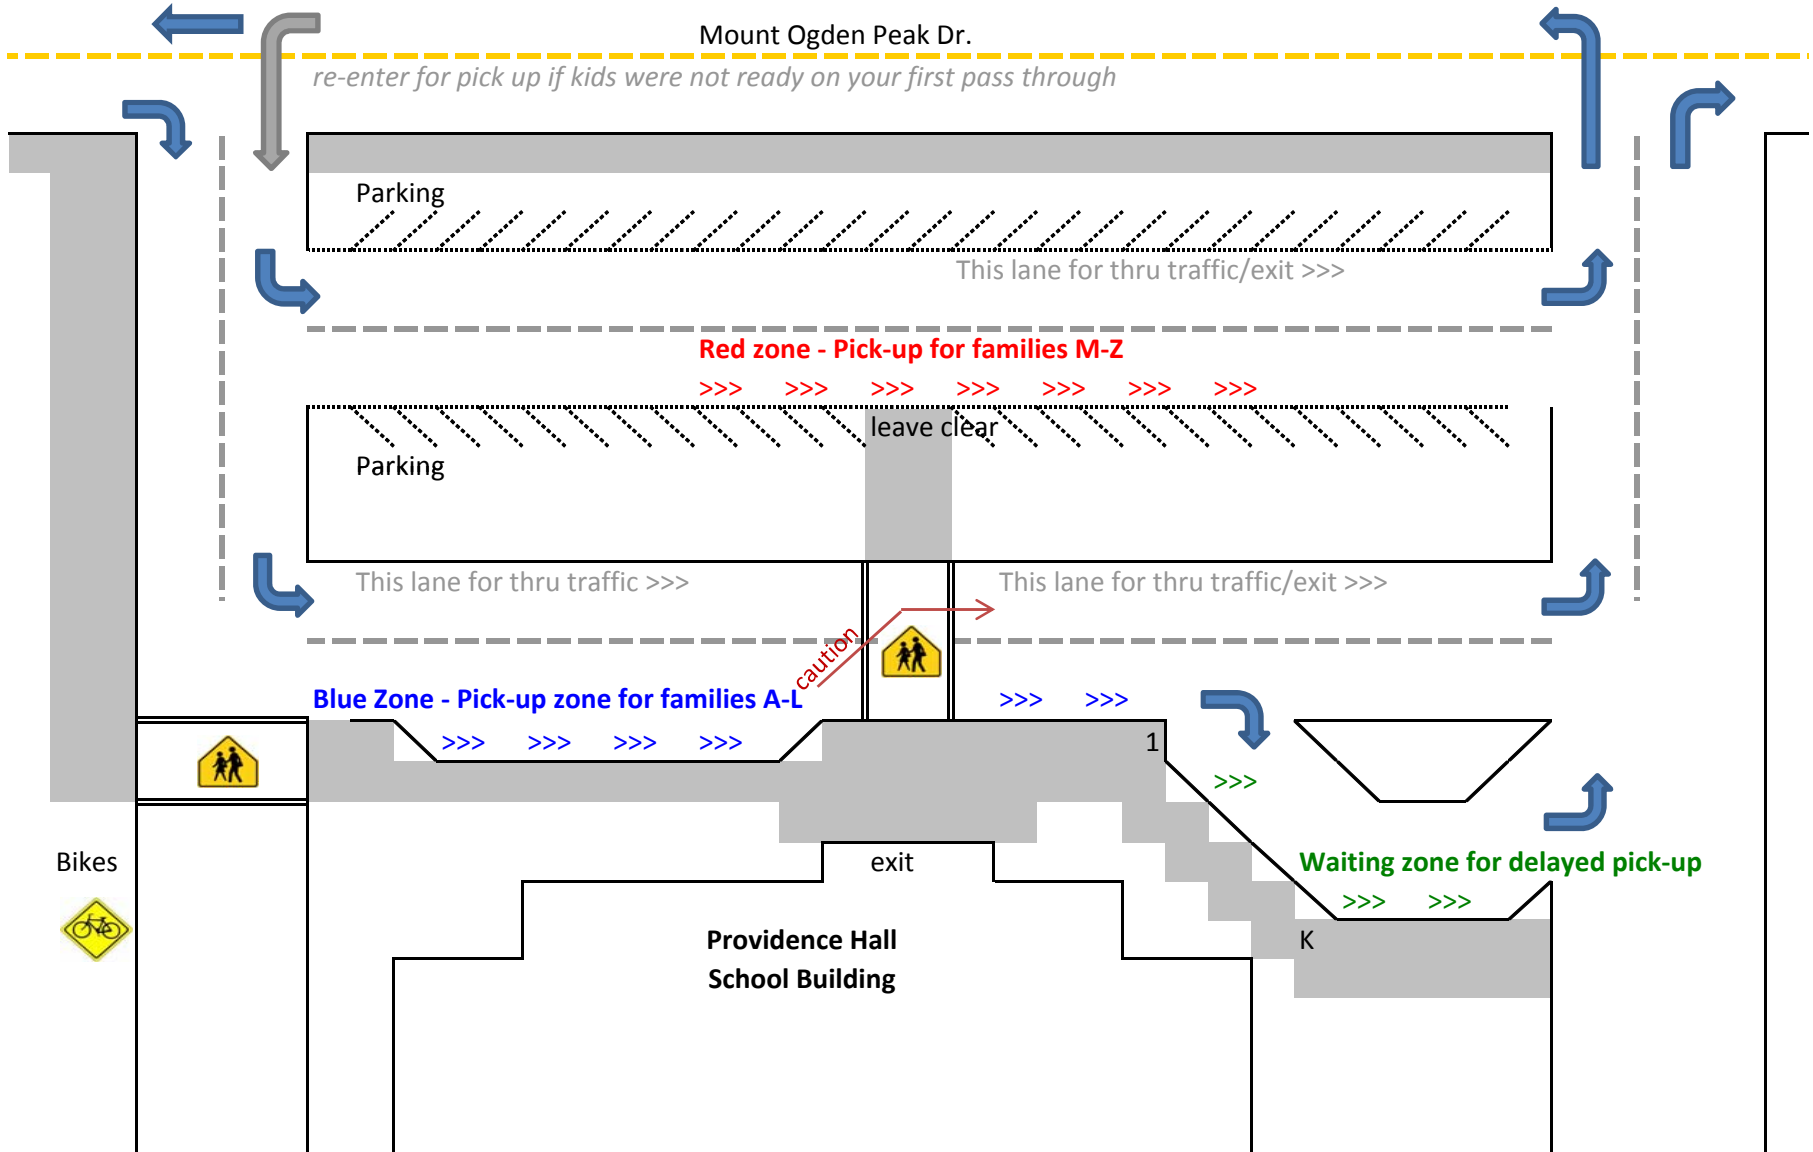 Mount Ogden Peak Dr.
re-enter for pick up if kids were not ready on your first pass through
Parking
This lane for thru traffic/exit >>>
Red zone - Pick-up for families M-Z
>>> >>> >>> >>> >>> >>> >>>
leave clear
Parking
This lane for thru traffic >>>
This lane for thru traffic/exit >>>
caution
Blue Zone - Pick-up zone for families A-L
>>> >>>
>>> >>> >>> >>>
1
>>>
Bikes
exit
Waiting zone for delayed pick-up
>>> >>>
Providence Hall
School Building
K